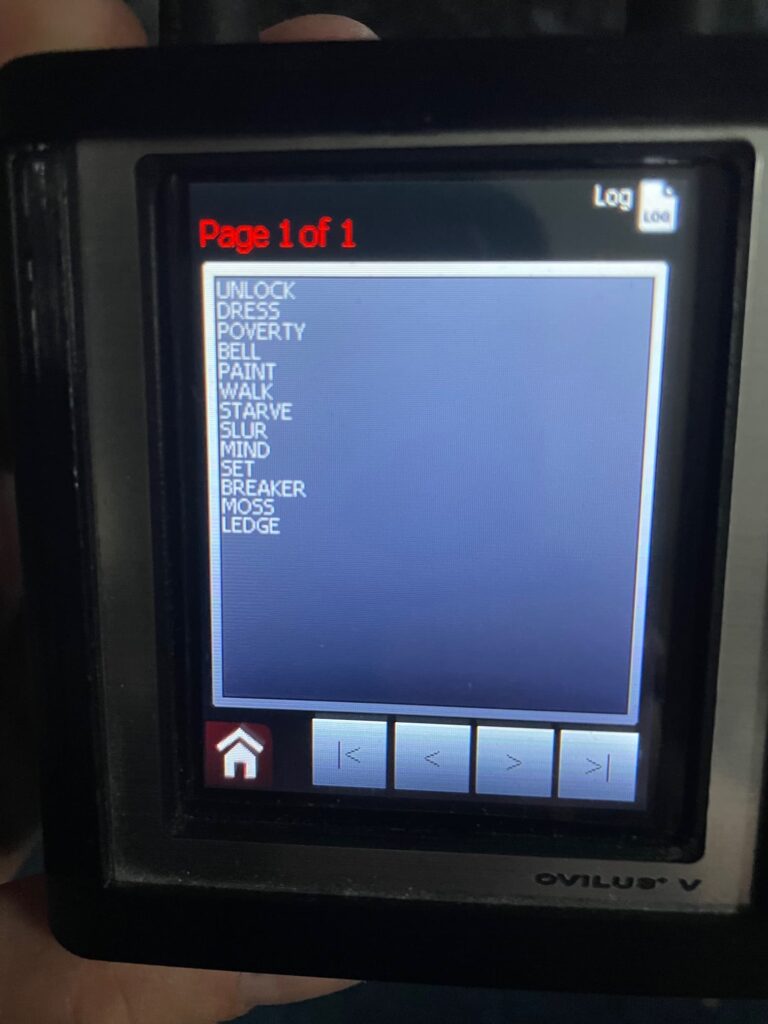 Log
LOG
Page 1 of 1
UNLOCK
DRESS
POVERTY
BELL
PAINT
WALK
STARVE
SLUR
MIND
SET
BREAKER
MOSS
LEDGE
|< < > >|
OVILUS V